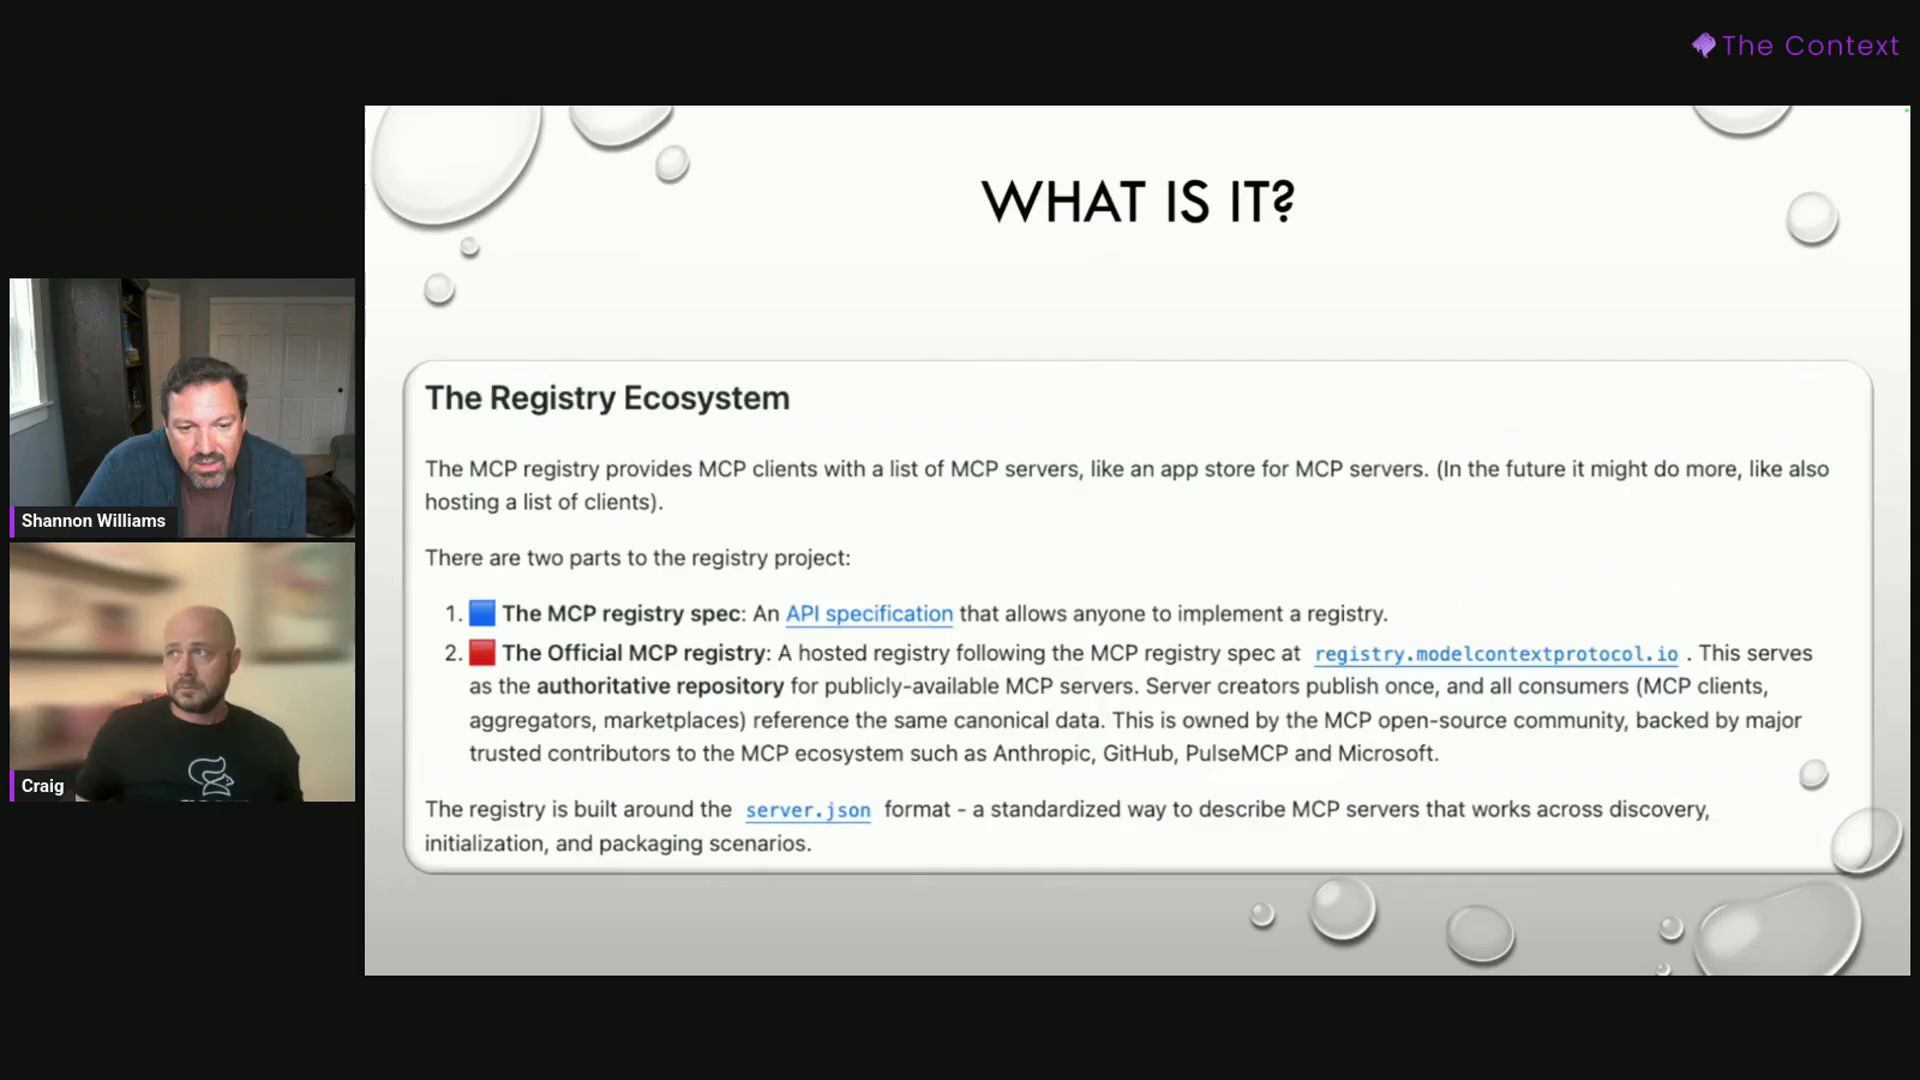 The Context
WHAT IS IT?
The Registry Ecosystem
The MCP registry provides MCP clients with a list of MCP servers, like an app store for MCP servers. (In the future it might do more, like also
hosting a list of clients).
There are two parts to the registry project:
1. The MCP registry spec: An API specification that allows anyone to implement a registry.
2. The Official MCP registry: A hosted registry following the MCP registry spec at registry.modelcontextprotocol.io . This serves
as the authoritative repository for publicly-available MCP servers. Server creators publish once, and all consumers (MCP clients,
aggregators, marketplaces) reference the same canonical data. This is owned by the MCP open-source community, backed by major
trusted contributors to the MCP ecosystem such as Anthropic, GitHub, PulseMCP and Microsoft.
The registry is built around the server.json format - a standardized way to describe MCP servers that works across discovery,
initialization, and packaging scenarios.
Shannon Williams
Craig